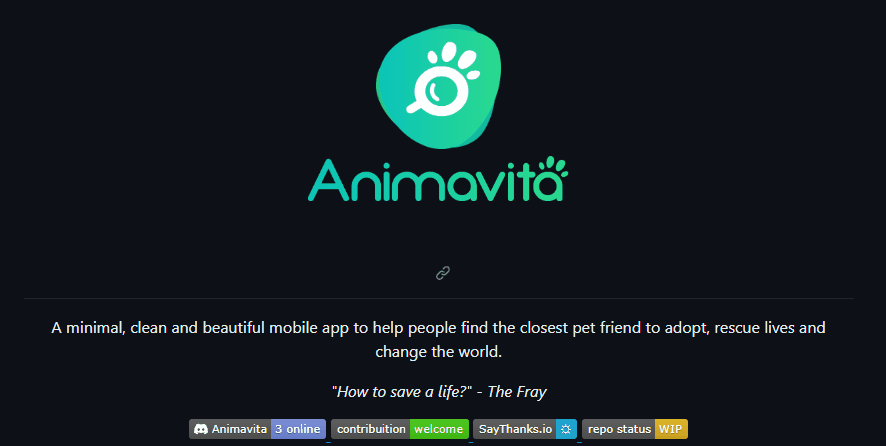 Animavita
A minimal, clean and beautiful mobile app to help people find the closest pet friend to adopt, rescue lives and
change the world.
"How to save a life?" - The Fray
Animavita 3 online contribuition welcome SayThanks.io ☼ repo status WIP